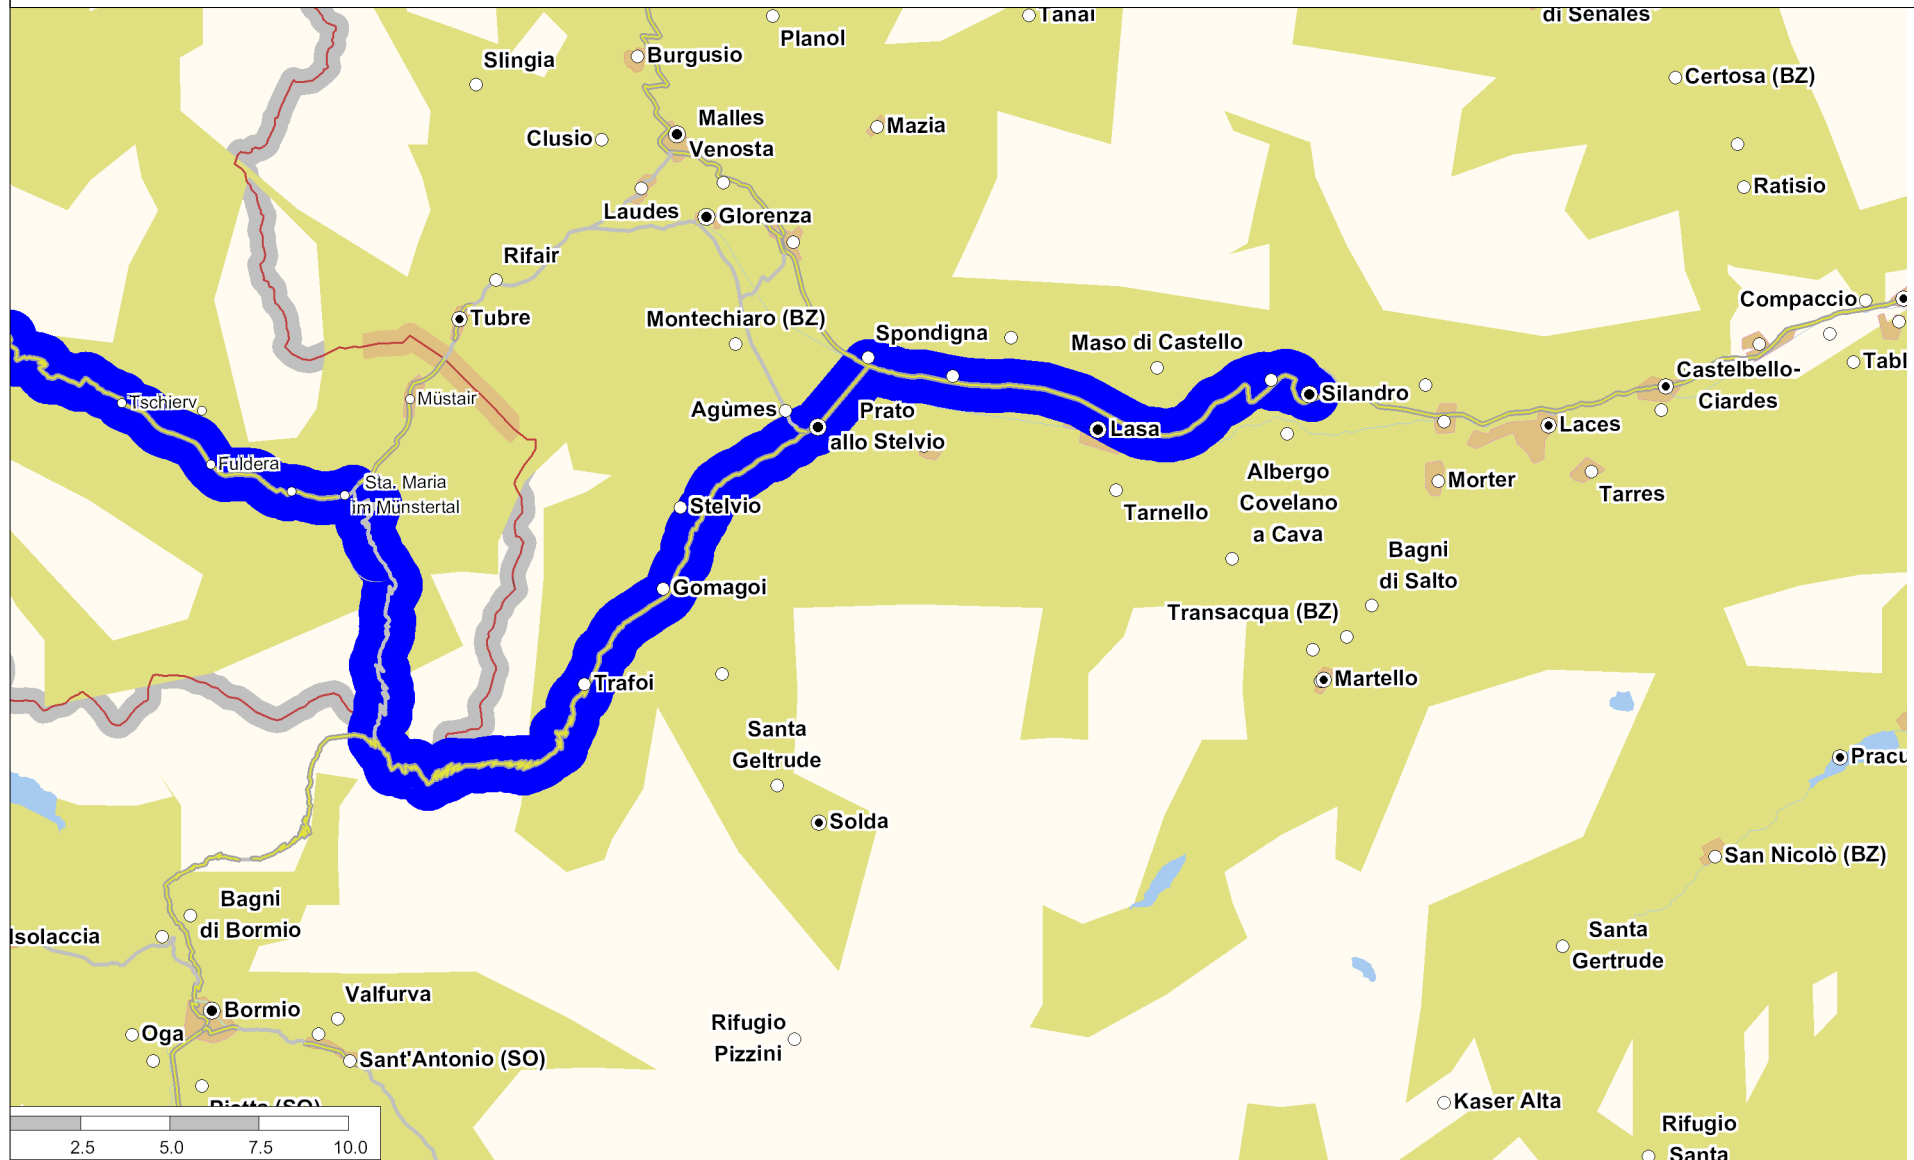 Tanai
di Senales
Planol
Slingia
Burgusio
Certosa (BZ)
Malles
Venosta
Mazia
Clusio
Ratisio
Laudes
Glorenza
Rifair
Compaccio
Tubre
Montechiaro (BZ)
Spondigna
Maso di Castello
Tabl
Castelbello-
Ciardes
Tschierv
Müstair
Silandro
Agùmes
Prato
allo Stelvio
Lasa
Laces
Fuldera
Sta. Maria
im Münstertal
Albergo
Covelano
a Cava
Morter
Tarres
Stelvio
Tarnello
Bagni
di Salto
Gomagoi
Transacqua (BZ)
Trafoi
Martello
Santa
Geltrude
Pracu
Solda
San Nicolò (BZ)
Bagni
di Bormio
Isolaccia
Santa
Gertrude
Valfurva
Bormio
Oga
Rifugio
Pizzini
Sant'Antonio (SO)
Kaser Alta
Rifugio
Santa
2.5 5.0 7.5 10.0